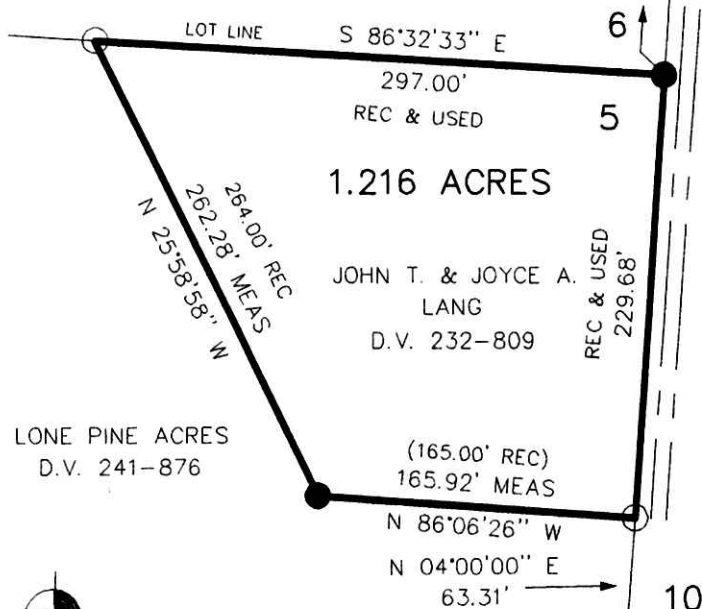 LOT LINE
S 86°32'33" E
297.00'
REC & USED
6
5
1.216 ACRES
264.00' REC
262.28' MEAS
N 25°58'58" W
JOHN T. & JOYCE A.
LANG
D.V. 232-809
REC & USED
229.68'
LONE PINE ACRES
D.V. 241-876
(165.00' REC)
165.92' MEAS
N 86°06'26" W
N 04°00'00" E
63.31'
10